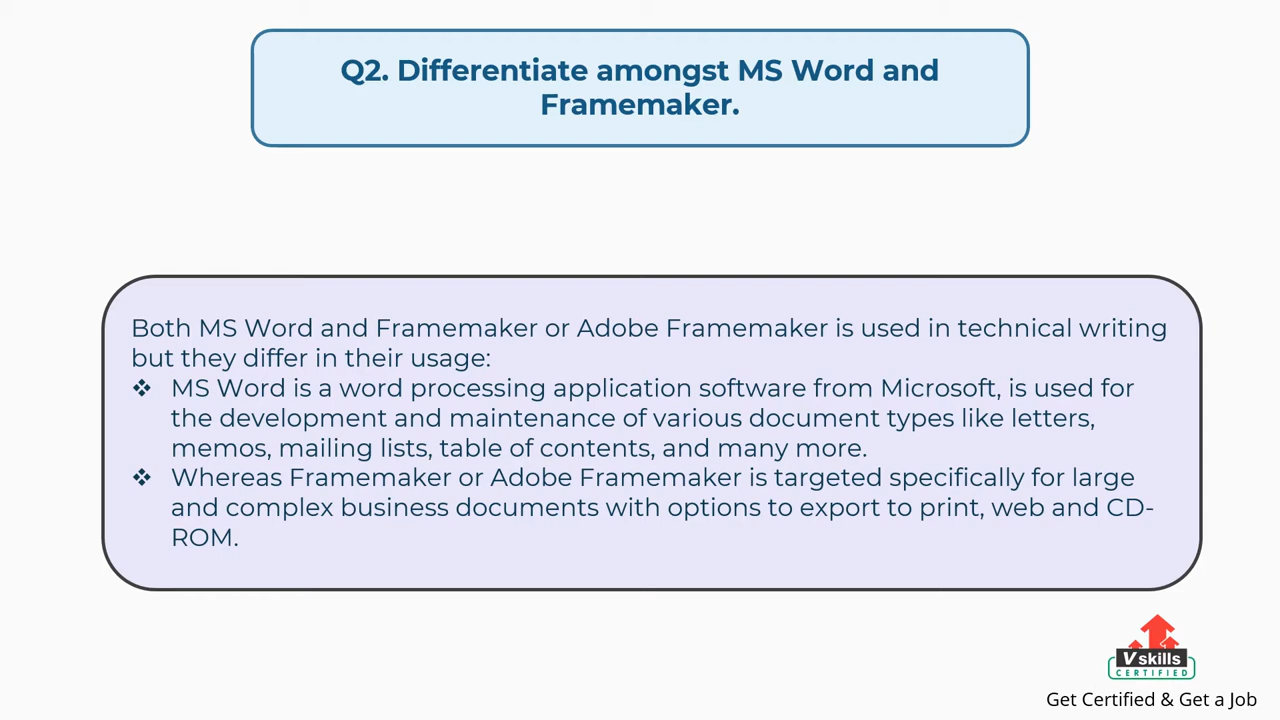 Q2. Differentiate amongst MS Word and
Framemaker.
Both MS Word and Framemaker or Adobe Framemaker is used in technical writing
but they differ in their usage:
❖ MS Word is a word processing application software from Microsoft, is used for
the development and maintenance of various document types like letters,
memos, mailing lists, table of contents, and many more.
❖ Whereas Framemaker or Adobe Framemaker is targeted specifically for large
and complex business documents with options to export to print, web and CD-
ROM.
Vskills
CERTIFIED
Get Certified & Get a Job